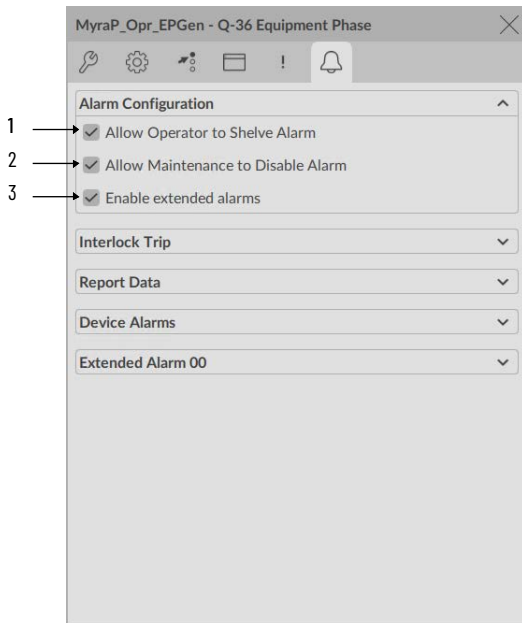 MyraP_Opr_EPGen - Q-36 Equipment Phase
!
Alarm Configuration
1
Allow Operator to Shelve Alarm
2
Allow Maintenance to Disable Alarm
3
Enable extended alarms
Interlock Trip
Report Data
Device Alarms
Extended Alarm 00